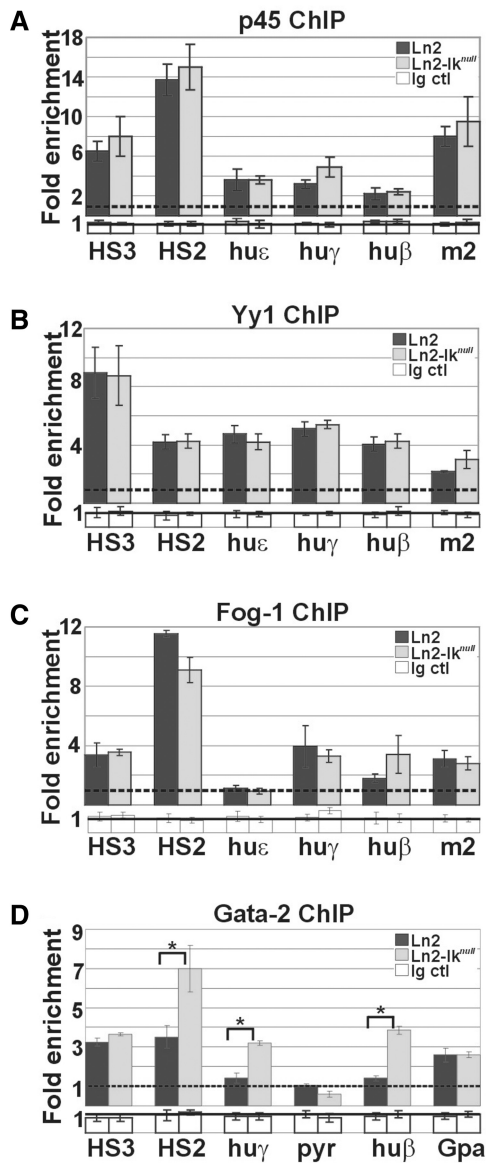 A
p45 ChIP
Fold enrichment
18
14
10
6
2
1
Ln2
Ln2-Ik^null
Ig ctl
HS3 HS2 huε huγ huβ m2
B
Yy1 ChIP
Fold enrichment
12
8
4
1
Ln2
Ln2-Ik^null
Ig ctl
HS3 HS2 huε huγ huβ m2
C
Fog-1 ChIP
Fold enrichment
12
8
4
1
Ln2
Ln2-Ik^null
Ig ctl
HS3 HS2 huε huγ huβ m2
D
Gata-2 ChIP
Fold enrichment
9
7
5
3
1
1
Ln2
Ln2-Ik^null
Ig ctl
* * *
HS3 HS2 huγ pyr huβ Gpa